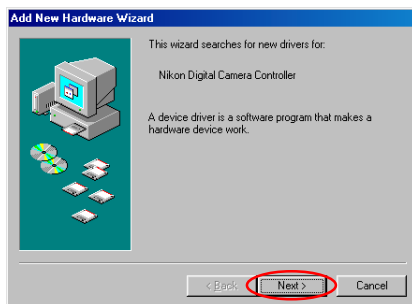 Add New Hardware Wizard
This wizard searches for new drivers for:
Nikon Digital Camera Controller
A device driver is a software program that makes a
hardware device work.
< Back
Next >
Cancel